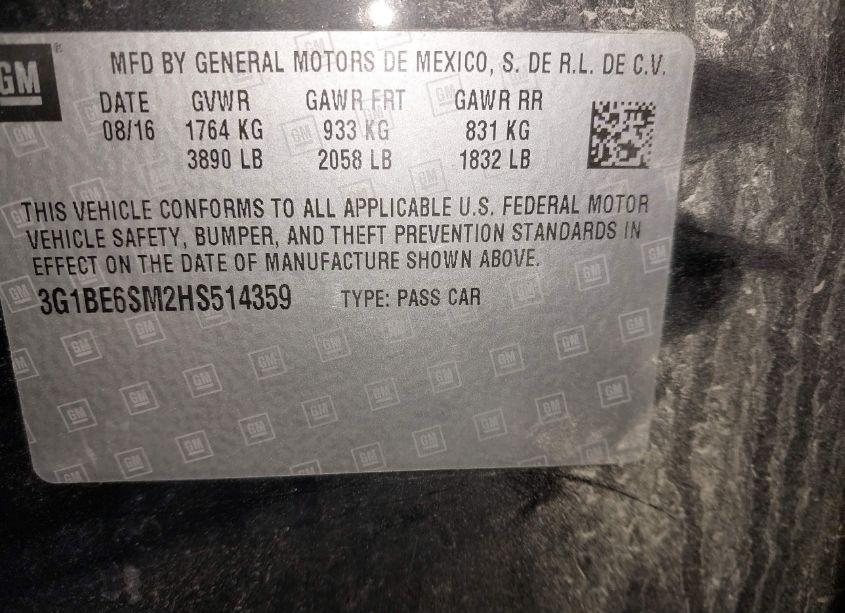 GM®
MFD BY GENERAL MOTORS DE MEXICO, S. DE R.L. DE C.V.
DATE GVWR GAWR FRT GAWR RR
08/16 1764 KG 933 KG 831 KG
3890 LB 2058 LB 1832 LB
THIS VEHICLE CONFORMS TO ALL APPLICABLE U.S. FEDERAL MOTOR
VEHICLE SAFETY, BUMPER, AND THEFT PREVENTION STANDARDS IN
EFFECT ON THE DATE OF MANUFACTURE SHOWN ABOVE.
3G1BE6SM2HS514359 TYPE: PASS CAR